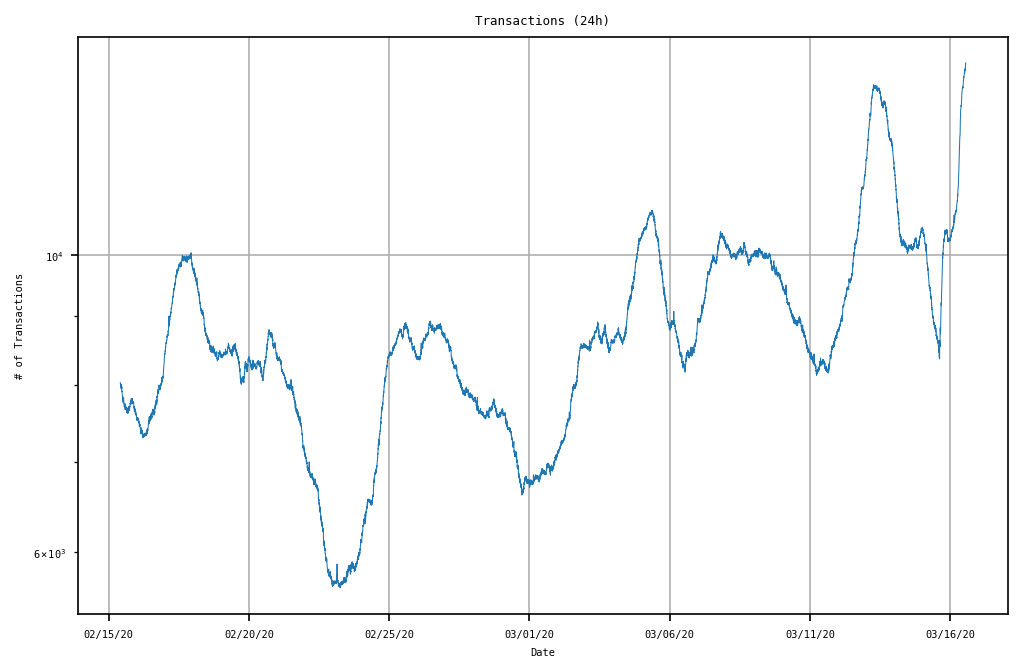 Transactions (24h)
# of Transactions
10⁴
6×10³
02/15/20 02/20/20 02/25/20 03/01/20 03/06/20 03/11/20 03/16/20
Date